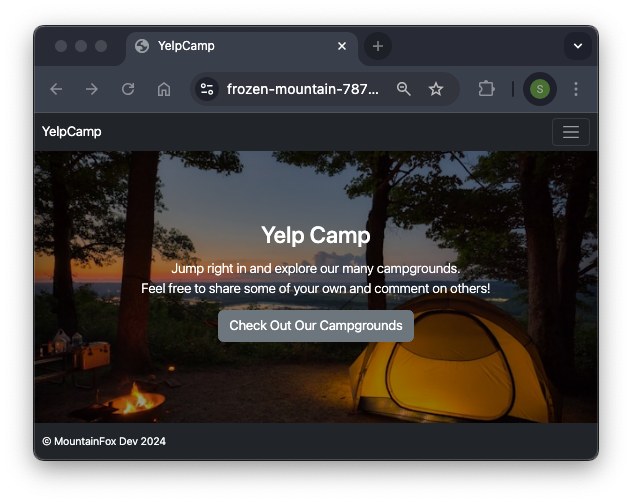 YelpCamp
frozen-mountain-787...
S
YelpCamp
Yelp Camp
Jump right in and explore our many campgrounds.
Feel free to share some of your own and comment on others!
Check Out Our Campgrounds
© MountainFox Dev 2024